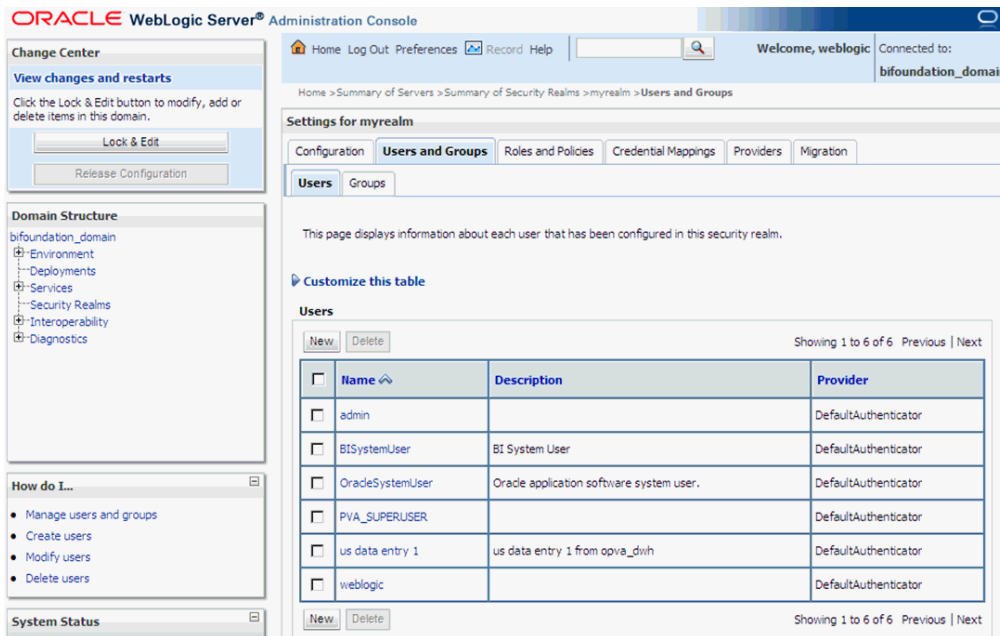 ORACLE WebLogic Server® Administration Console
Change Center
View changes and restarts
Click the Lock & Edit button to modify, add or
delete items in this domain.
Lock & Edit
Release Configuration
Domain Structure
bifoundation_domain
Environment
Deployments
Services
Security Realms
Interoperability
Diagnostics
How do I...
Manage users and groups
Create users
Modify users
Delete users
System Status
Home Log Out Preferences Record Help
Welcome, weblogic
Connected to:
bifoundation_domai
Home >Summary of Servers >Summary of Security Realms >myrealm >Users and Groups
Settings for myrealm
Configuration Users and Groups Roles and Policies Credential Mappings Providers Migration
Users Groups
This page displays information about each user that has been configured in this security realm.
Customize this table
Users
New Delete Showing 1 to 6 of 6 Previous | Next
Name Description Provider
admin DefaultAuthenticator
BISystemUser BI System User DefaultAuthenticator
OracleSystemUser Oracle application software system user. DefaultAuthenticator
PVA_SUPERUSER DefaultAuthenticator
us data entry 1 us data entry 1 from opva_dwh DefaultAuthenticator
weblogic DefaultAuthenticator
New Delete Showing 1 to 6 of 6 Previous | Next